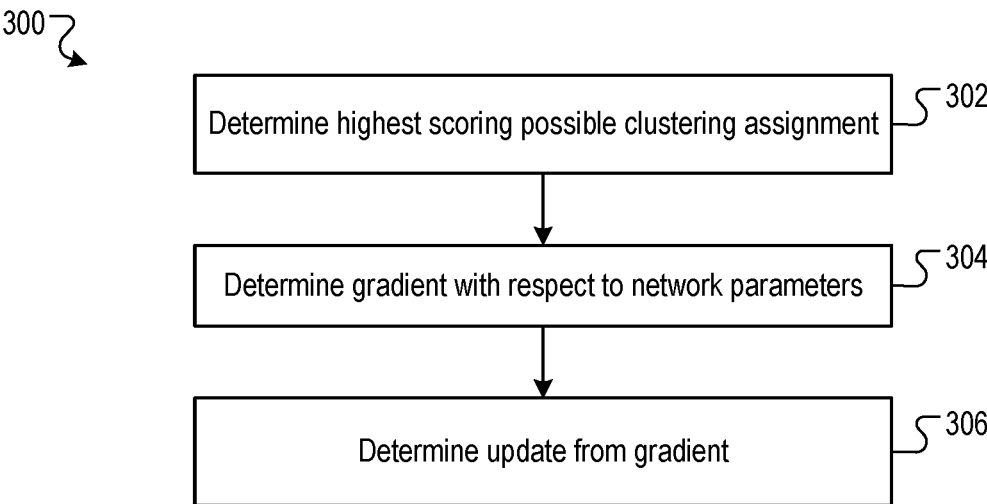 300
Determine highest scoring possible clustering assignment
302
Determine gradient with respect to network parameters
304
Determine update from gradient
306